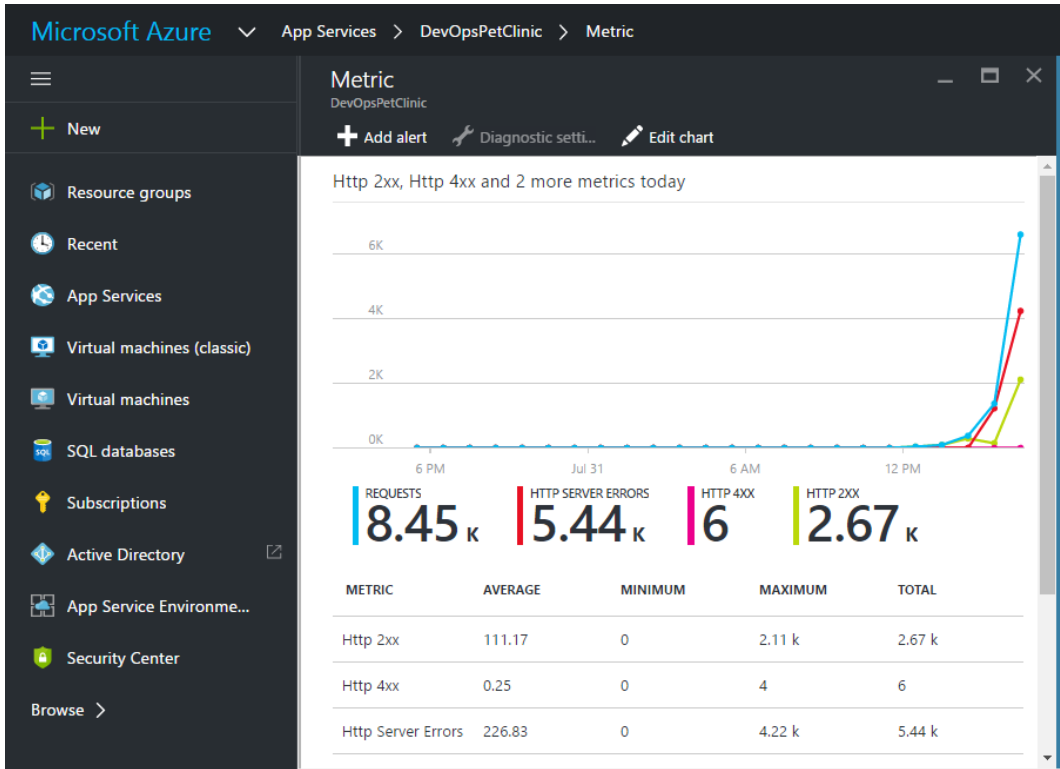 Microsoft Azure App Services > DevOpsPetClinic > Metric
New
Resource groups
Recent
App Services
Virtual machines (classic)
Virtual machines
SQL databases
Subscriptions
Active Directory
App Service Environme...
Security Center
Browse >
Metric
DevOpsPetClinic
Add alert Diagnostic setti... Edit chart
Http 2xx, Http 4xx and 2 more metrics today
6K
4K
2K
0K
6 PM Jul 31 6 AM 12 PM
REQUESTS HTTP SERVER ERRORS HTTP 4XX HTTP 2XX
8.45 K 5.44 K 6 2.67 K
METRIC AVERAGE MINIMUM MAXIMUM TOTAL
Http 2xx 111.17 0 2.11 k 2.67 k
Http 4xx 0.25 0 4 6
Http Server Errors 226.83 0 4.22 k 5.44 k